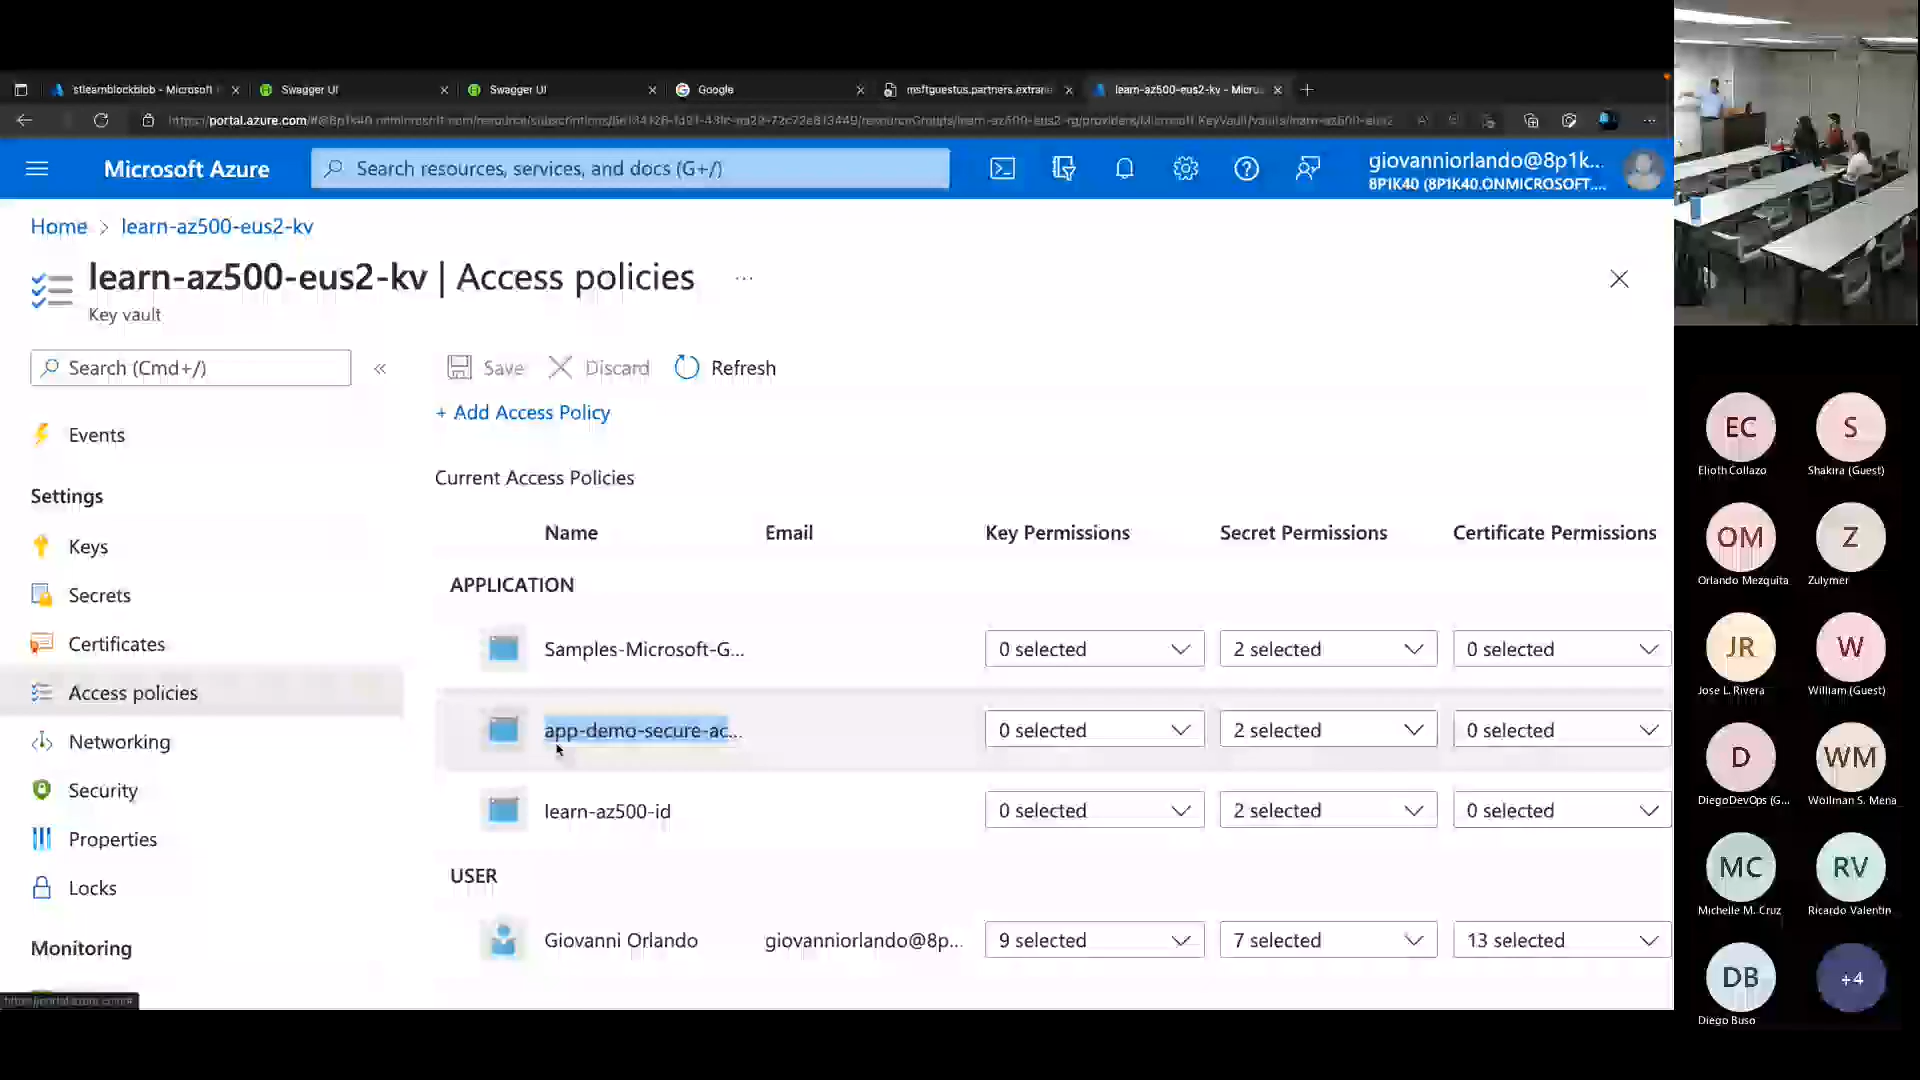 stlearnblockblob - Microsoft
Swagger UI
Swagger UI
Google
msftguestus.partners.extrane
learn-az500-eus2-kv - Micro
Microsoft Azure
Search resources, services, and docs (G+/)
giovanniorlando@8p1k...
8P1K40 (8P1K40.ONMICROSOFT....
Home > learn-az500-eus2-kv
learn-az500-eus2-kv | Access policies ...
Key vault
Search (Cmd+/)
«
Save
Discard
Refresh
+ Add Access Policy
Events
Settings
Keys
Secrets
Certificates
Access policies
Networking
Security
Properties
Locks
Monitoring
Current Access Policies
Name Email Key Permissions Secret Permissions Certificate Permissions
APPLICATION
Samples-Microsoft-G... 0 selected 2 selected 0 selected
app-demo-secure-ac... 0 selected 2 selected 0 selected
learn-az500-id 0 selected 2 selected 0 selected
USER
Giovanni Orlando giovanniorlando@8p... 9 selected 7 selected 13 selected
https://portal.azure.com/#
EC
Elioth Collazo
S
Shakira (Guest)
OM
Orlando Mezquita
Z
Zulymer
JR
Jose L. Rivera
W
William (Guest)
D
DiegoDevOps (G...
WM
Wollman S. Mena
MC
Michelle M. Cruz
RV
Ricardo Valentin
DB
Diego Buso
+4